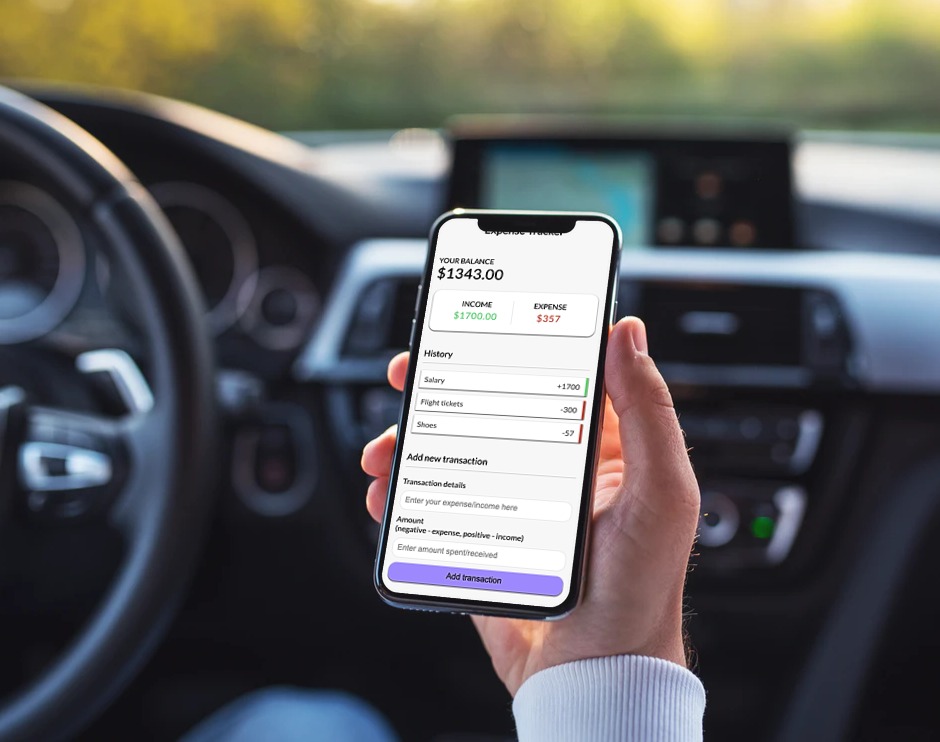 Expense Tracker
YOUR BALANCE
$1343.00
INCOME EXPENSE
$1700.00 $357
History
Salary +1700
Flight tickets -300
Shoes -57
Add new transaction
Transaction details
Enter your expense/income here
Amount
(negative - expense, positive - income)
Enter amount spent/received
Add transaction